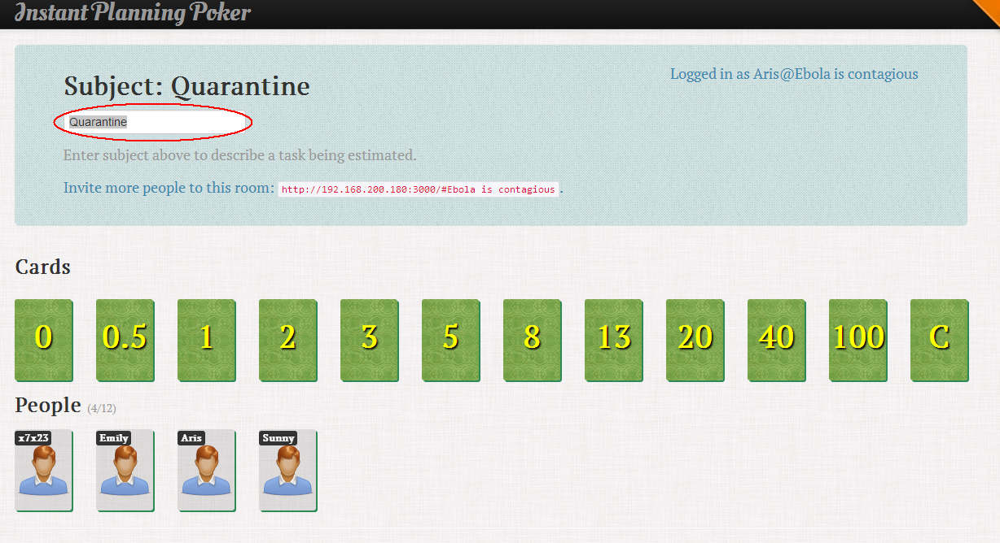 Instant Planning Poker
Subject: Quarantine
Logged in as Aris@Ebola is contagious
Quarantine
Enter subject above to describe a task being estimated.
Invite more people to this room: http://192.168.200.180:3000/#Ebola is contagious .
Cards
0 0.5 1 2 3 5 8 13 20 40 100 C
People (4/12)
x7x23 Emily Aris Sunny